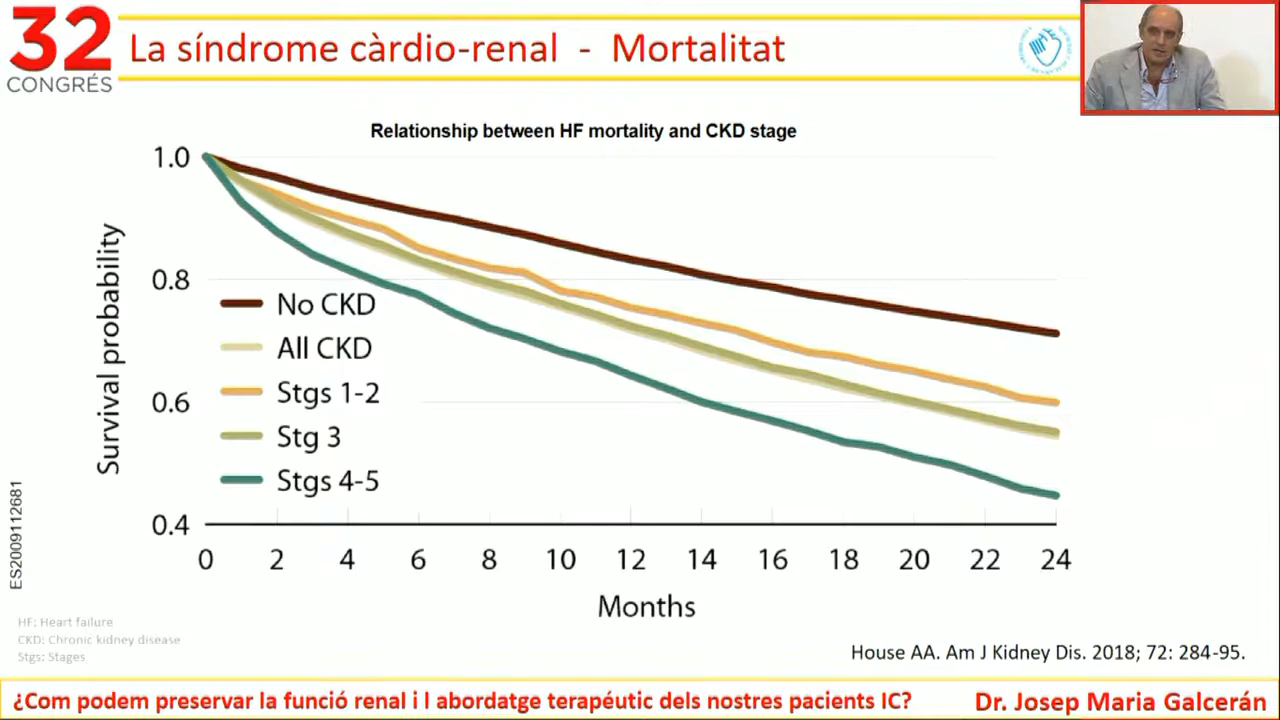 32
CONGRÉS
La síndrome càrdio-renal - Mortalitat
Relationship between HF mortality and CKD stage
1.0
0.8
0.6
0.4
Survival probability
No CKD
All CKD
Stgs 1-2
Stg 3
Stgs 4-5
0 2 4 6 8 10 12 14 16 18 20 22 24
Months
ES2009112681
HF: Heart failure
CKD: Chronic kidney disease
Stgs: Stages
House AA. Am J Kidney Dis. 2018; 72: 284-95.
¿Com podem preservar la funció renal i l abordatge terapéutic dels nostres pacients IC? Dr. Josep Maria Galcerán